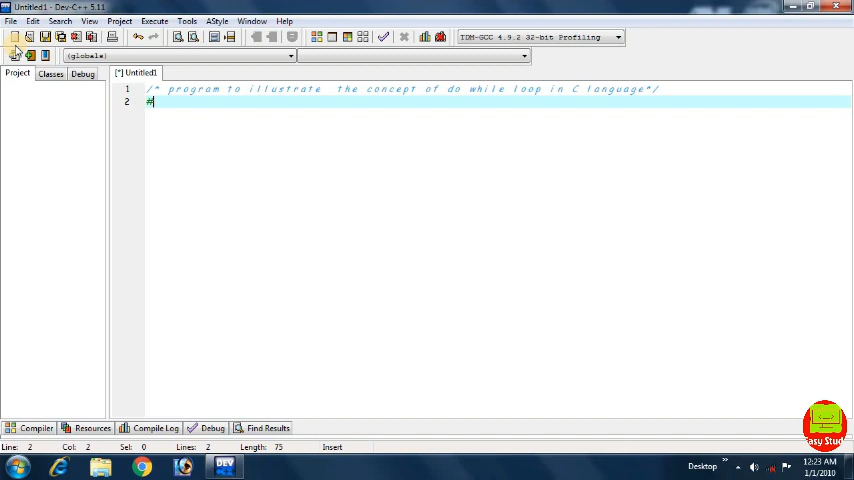 Untitled1 - Dev-C++ 5.11
File Edit Search View Project Execute Tools AStyle Window Help
TDM-GCC 4.9.2 32-bit Profiling
(globals)
Project Classes Debug [*] Untitled1
1 /* program to illustrate the concept of do while loop in C language*/
2 #
Compiler Resources Compile Log Debug Find Results
Line: 2 Col: 2 Sel: 0 Lines: 2 Length: 75 Insert
Easy Stud
DEV
Desktop
12:23 AM
1/1/2010